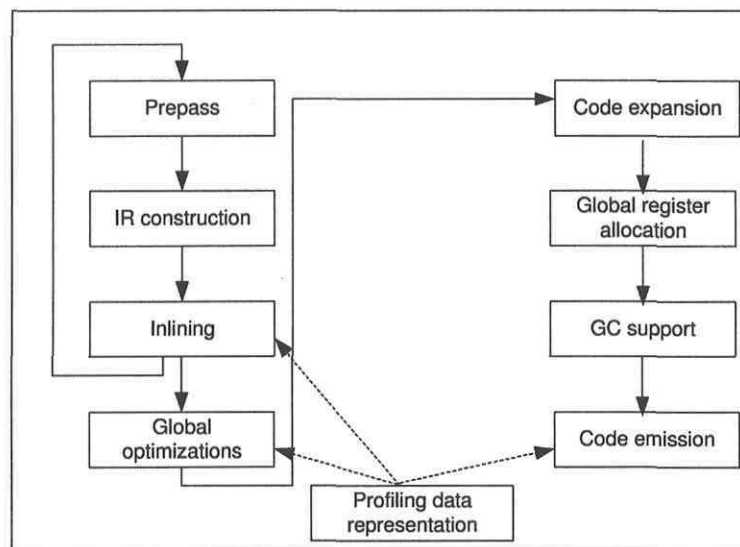 Prepass
IR construction
Inlining
Global
optimizations
Code expansion
Global register
allocation
GC support
Code emission
Profiling data
representation